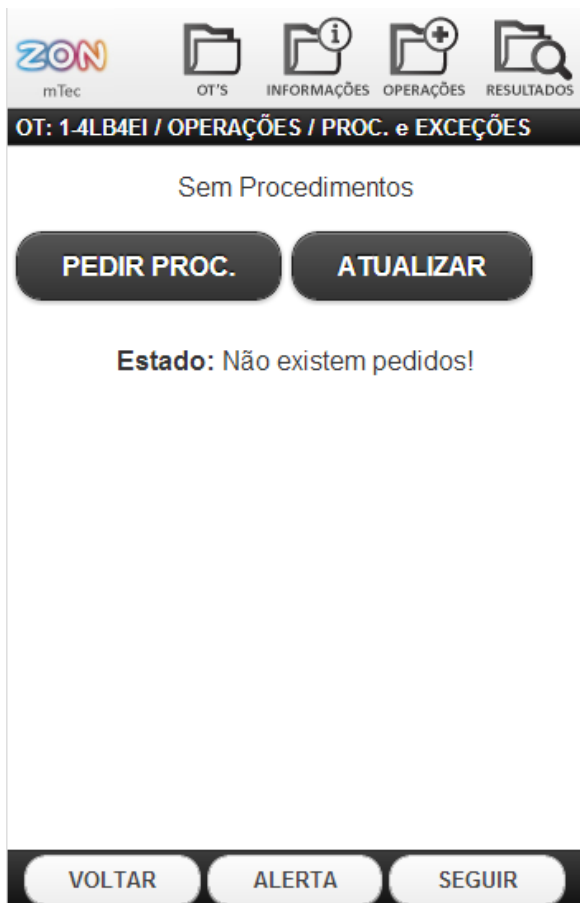 ZON
mTec
OT'S
INFORMAÇÕES
OPERAÇÕES
RESULTADOS
OT: 1-4LB4EI / OPERAÇÕES / PROC. e EXCEÇÕES
Sem Procedimentos
PEDIR PROC.
ATUALIZAR
Estado: Não existem pedidos!
VOLTAR
ALERTA
SEGUIR